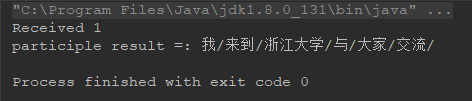 "C:\Program Files\Java\jdk1.8.0_131\bin\java" ...
Received 1
participle result =: 我/来到/浙江大学/与/大家/交流/
Process finished with exit code 0